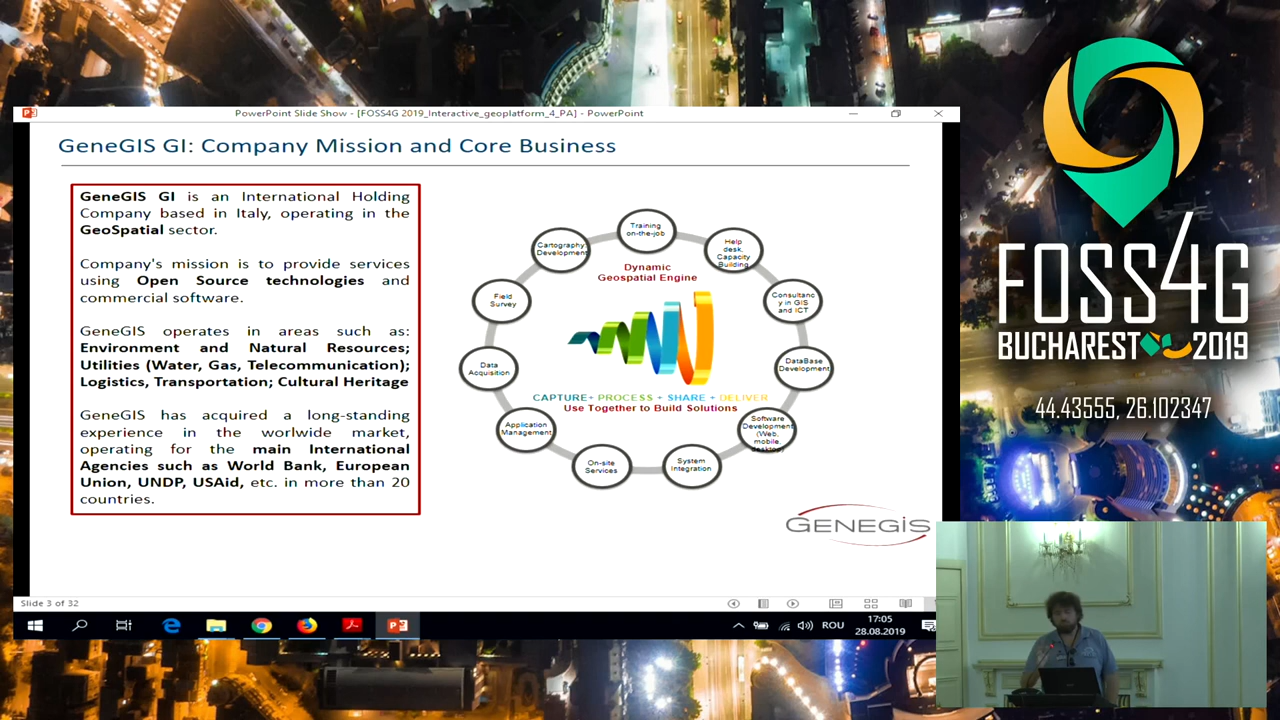 PowerPoint Slide Show - [FOSS4G 2019_Interactive_geoplatform_4_PA] - PowerPoint
GeneGIS GI: Company Mission and Core Business
GeneGIS GI is an International Holding
Company based in Italy, operating in the
GeoSpatial sector.
Company's mission is to provide services
using Open Source technologies and
commercial software.
GeneGIS operates in areas such as:
Environment and Natural Resources;
Utilities (Water, Gas, Telecommunication);
Logistics, Transportation; Cultural Heritage
GeneGIS has acquired a long-standing
experience in the worlwide market,
operating for the main International
Agencies such as World Bank, European
Union, UNDP, USAid, etc. in more than 20
countries.
Training
on-the-job
Help
desk,
Capacity
Building
Consultanc
y in GIS
and ICT
DataBase
Development
Software
Development
(Web,
mobile,
desktop)
System
Integration
On-site
Services
Application
Management
Data
Acquisition
Field
Survey
Cartography
Development
Dynamic
Geospatial Engine
CAPTURE+ PROCESS + SHARE + DELIVER
Use Together to Build Solutions
GENEGIS
Slide 3 of 32
ROU
17:05
28.08.2019
FOSS4G
BUCHAREST 2019
44.43555, 26.102347